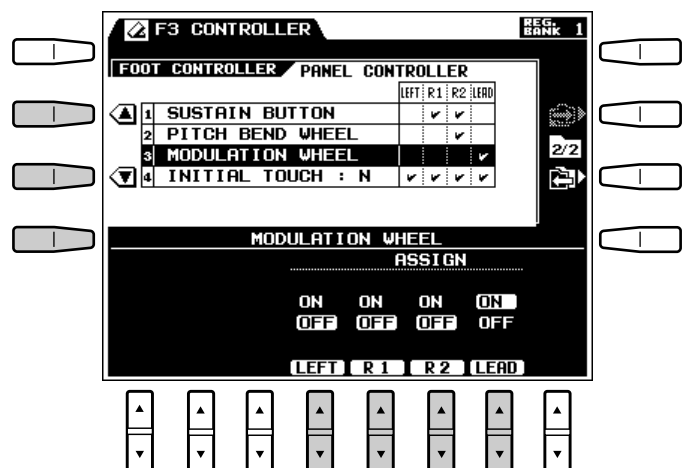 F3 CONTROLLER REG. BANK 1
FOOT CONTROLLER PANEL CONTROLLER
LEFT R1 R2 LEAD
1 SUSTAIN BUTTON
2 PITCH BEND WHEEL
3 MODULATION WHEEL
4 INITIAL TOUCH : N
2/2
MODULATION WHEEL
ASSIGN
ON ON ON ON
OFF OFF OFF OFF
LEFT R 1 R 2 LEAD